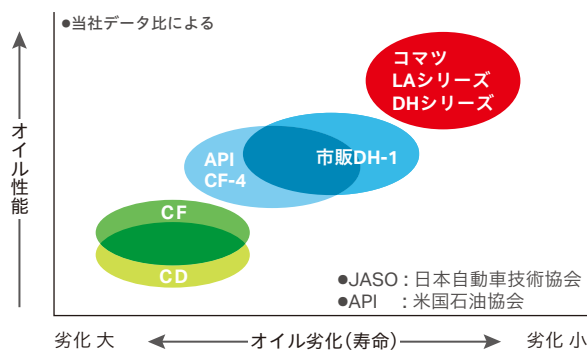 ●当社データ比による
オイル性能
コマツ
LAシリーズ
DHシリーズ
API
CF-4
市販DH-1
CF
CD
●JASO：日本自動車技術協会
●API　：米国石油協会
劣化 大
オイル劣化（寿命）
劣化 小